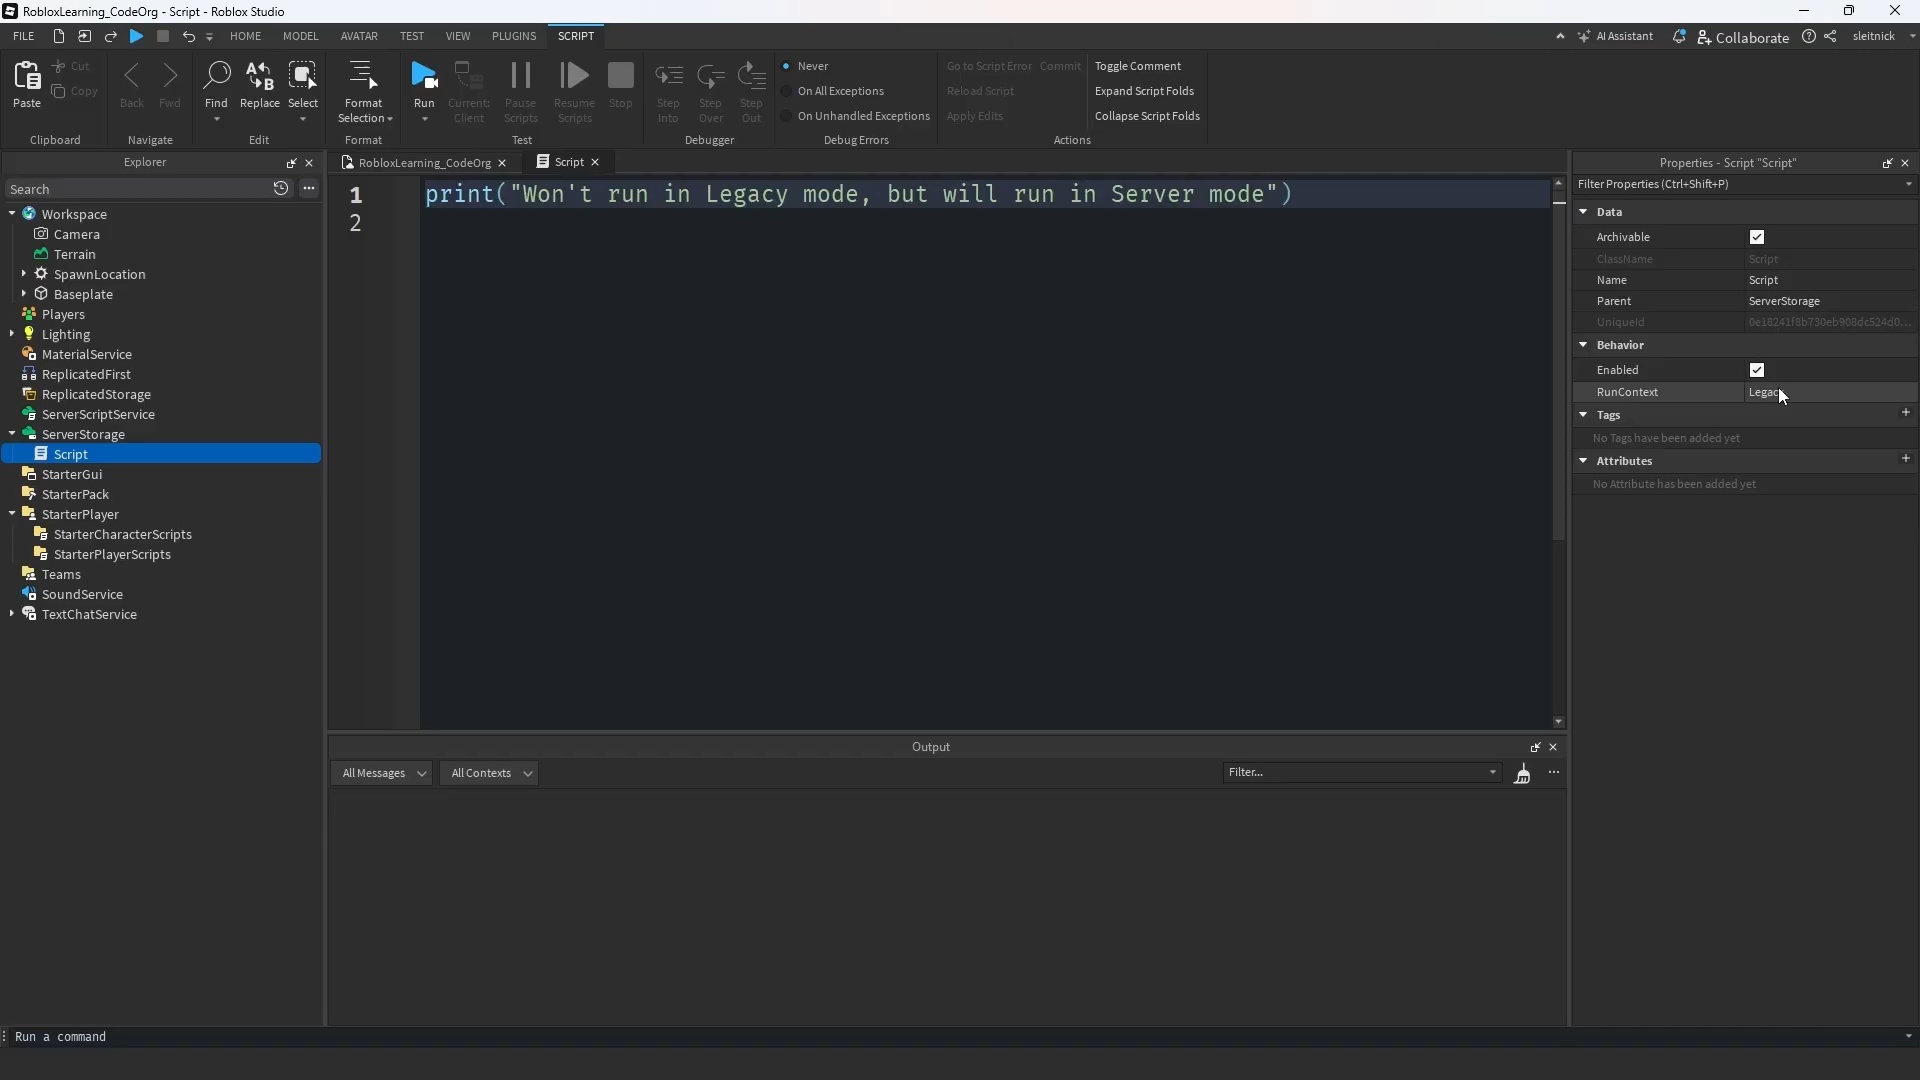 RobloxLearning_CodeOrg - Script - Roblox Studio
FILE HOME MODEL AVATAR TEST VIEW PLUGINS SCRIPT AI Assistant Collaborate sleitnick
Paste Cut Copy
Clipboard
Back Fwd
Navigate
Find Replace Select
Edit
Format Selection
Format
Run Current: Client Pause Scripts Resume Scripts Stop
Test
Step Into Step Over Step Out
Debugger
Never
On All Exceptions
On Unhandled Exceptions
Debug Errors
Go to Script Error Commit
Reload Script
Apply Edits
Toggle Comment
Expand Script Folds
Collapse Script Folds
Actions
Explorer
Search
Workspace
Camera
Terrain
SpawnLocation
Baseplate
Players
Lighting
MaterialService
ReplicatedFirst
ReplicatedStorage
ServerScriptService
ServerStorage
Script
StarterGui
StarterPack
StarterPlayer
StarterCharacterScripts
StarterPlayerScripts
Teams
SoundService
TextChatService
RobloxLearning_CodeOrg Script
1 print("Won't run in Legacy mode, but will run in Server mode")
2
Output
All Messages All Contexts Filter...
Properties - Script "Script"
Filter Properties (Ctrl+Shift+P)
Data
Archivable
ClassName Script
Name Script
Parent ServerStorage
UniqueId 0e18241f8b730eb908dc524d0...
Behavior
Enabled
RunContext Legacy
Tags
No Tags have been added yet
Attributes
No Attribute has been added yet
Run a command